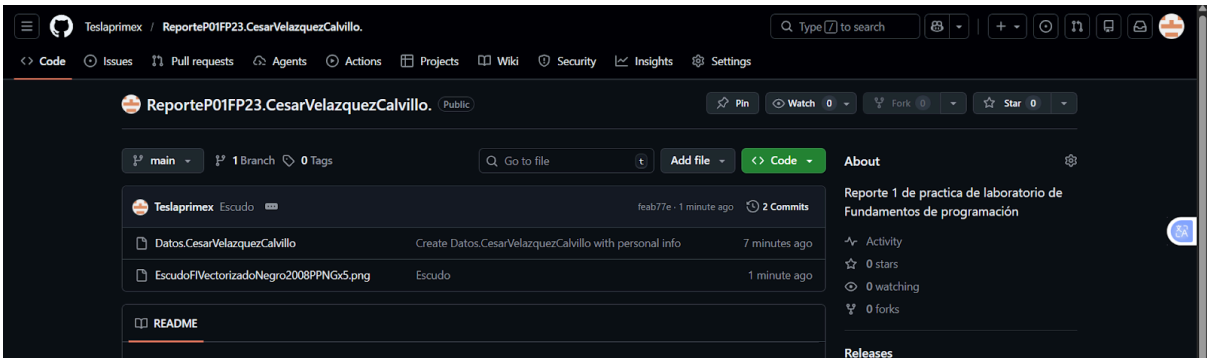 Teslaprimex / ReporteP01FP23.CesarVelazquezCalvillo.
Type / to search
Code Issues Pull requests Agents Actions Projects Wiki Security Insights Settings
ReporteP01FP23.CesarVelazquezCalvillo. Public
Pin Watch 0 Fork 0 Star 0
main 1 Branch 0 Tags Go to file t Add file Code
Teslaprimex Escudo feab77e · 1 minute ago 2 Commits
Datos.CesarVelazquezCalvillo Create Datos.CesarVelazquezCalvillo with personal info 7 minutes ago
EscudoFIVectorizadoNegro2008PPNGx5.png Escudo 1 minute ago
README
About
Reporte 1 de practica de laboratorio de
Fundamentos de programación
Activity
0 stars
0 watching
0 forks
Releases